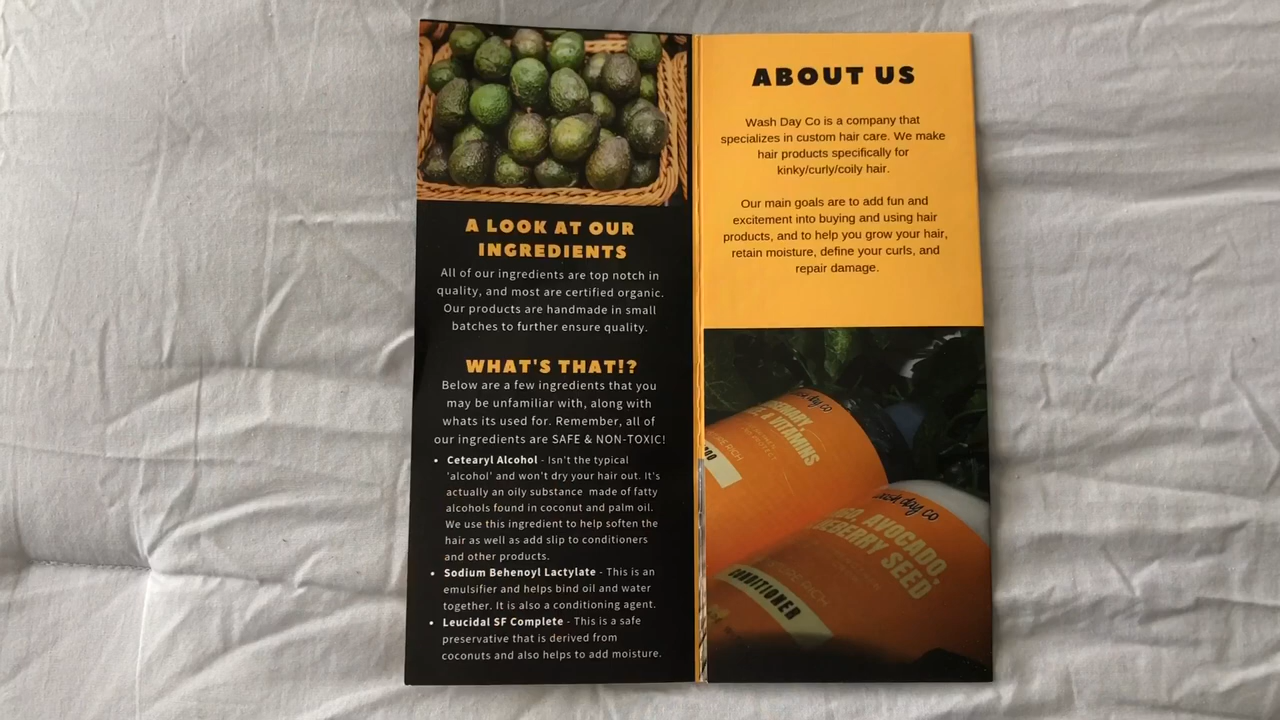 A LOOK AT OUR
INGREDIENTS
All of our ingredients are top notch in
quality, and most are certified organic.
Our products are handmade in small
batches to further ensure quality.
WHAT'S THAT!?
Below are a few ingredients that you
may be unfamiliar with, along with
whats its used for. Remember, all of
our ingredients are SAFE & NON-TOXIC!
• Cetearyl Alcohol - Isn't the typical
'alcohol' and won't dry your hair out. It's
actually an oily substance made of fatty
alcohols found in coconut and palm oil.
We use this ingredient to help soften the
hair as well as add slip to conditioners
and other products.
• Sodium Behenoyl Lactylate - This is an
emulsifier and helps bind oil and water
together. It is also a conditioning agent.
• Leucidal SF Complete - This is a safe
preservative that is derived from
coconuts and also helps to add moisture.
ABOUT US
Wash Day Co is a company that
specializes in custom hair care. We make
hair products specifically for
kinky/curly/coily hair.
Our main goals are to add fun and
excitement into buying and using hair
products, and to help you grow your hair,
retain moisture, define your curls, and
repair damage.
day co
& VITAMINS
wash day co
AVOCADO,
SEED
CONDITIONER